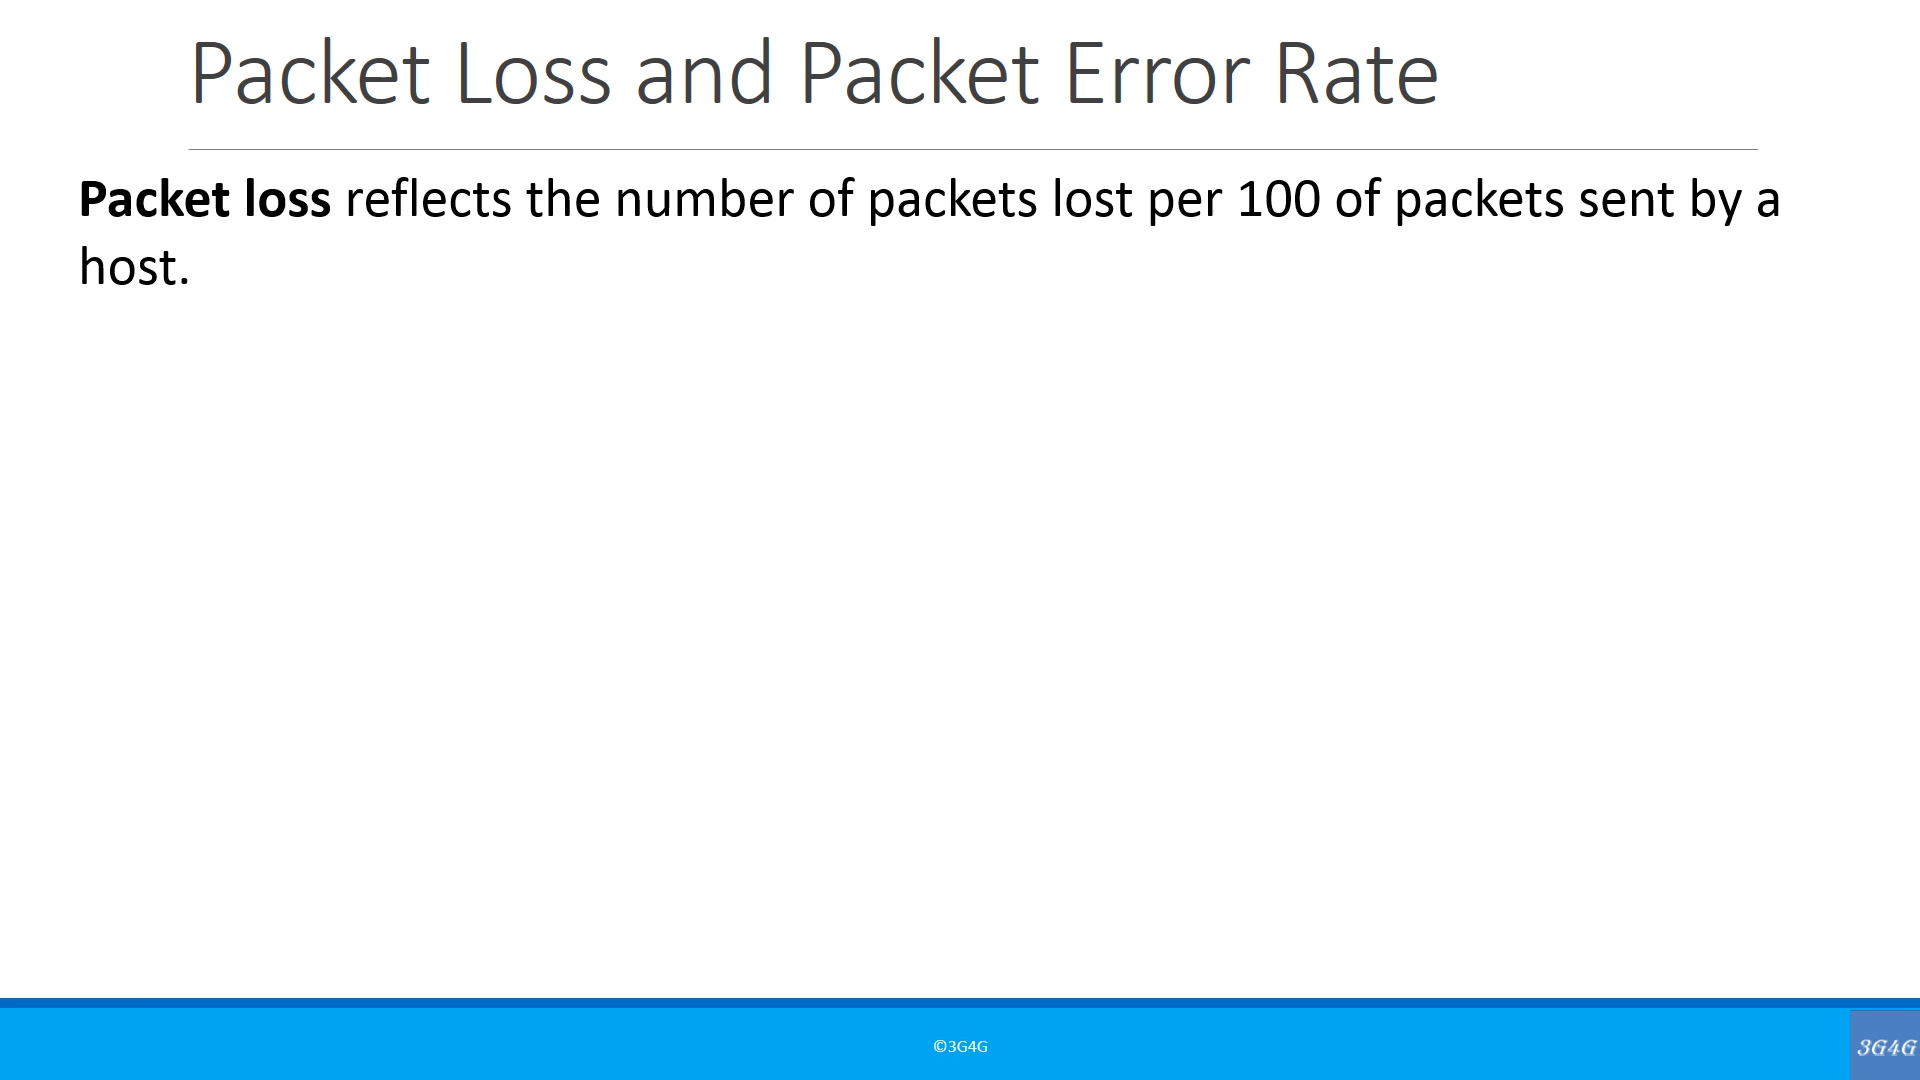 Packet Loss and Packet Error Rate
Packet loss reflects the number of packets lost per 100 of packets sent by a
host.
©3G4G
3G4G